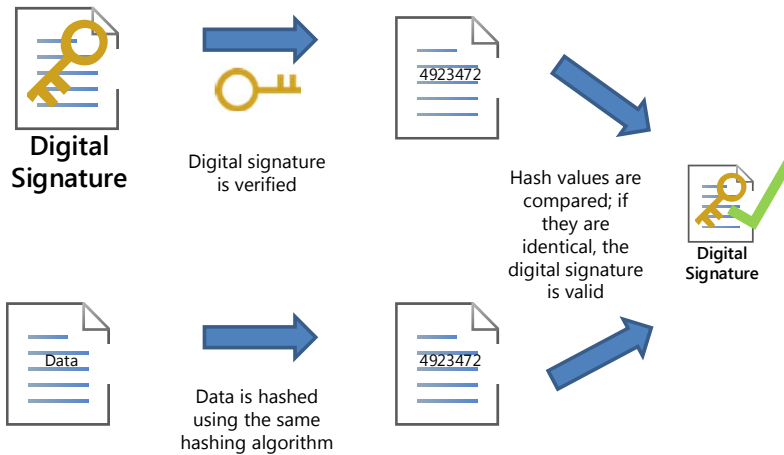 4923472
Digital
Signature
Digital signature
is verified
Hash values are
compared; if
they are
identical, the
digital signature
is valid
Digital
Signature
Data
4923472
Data is hashed
using the same
hashing algorithm